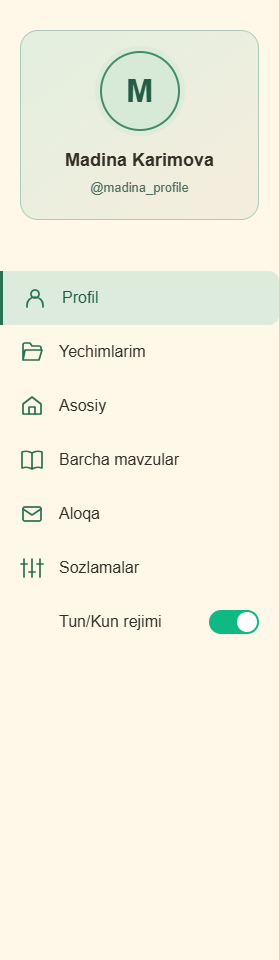 M
Madina Karimova
@madina_profile
Profil
Yechimlarim
Asosiy
Barcha mavzular
Aloqa
Sozlamalar
Tun/Kun rejimi